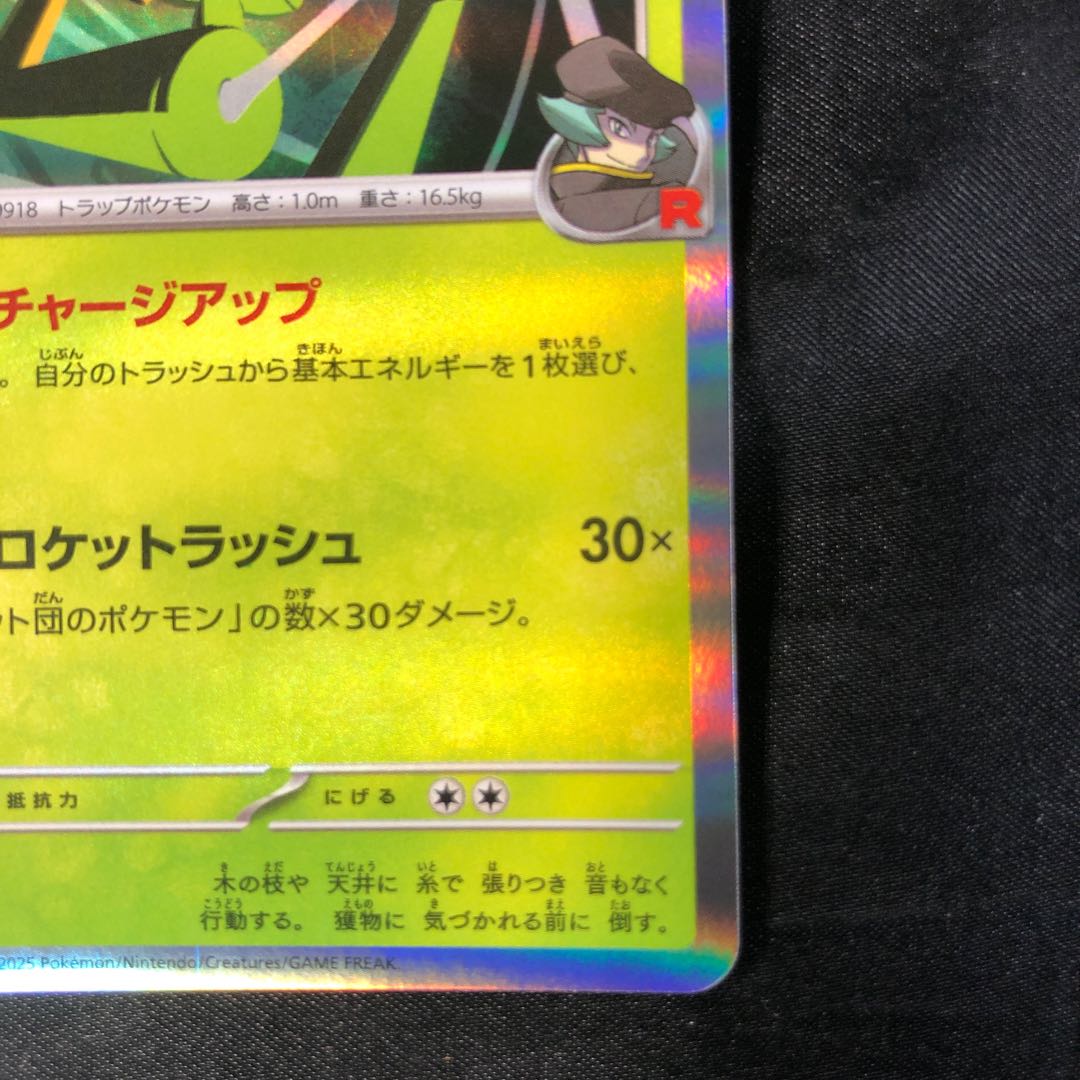 0918 トラップポケモン 高さ：1.0m 重さ：16.5kg
R
チャージアップ
じぶん きほん まいえら
。自分のトラッシュから基本エネルギーを1枚選び、
ロケットラッシュ 30×
だん かず
ット団のポケモン」の数×30ダメージ。
抵抗力 にげる
き えだ てんじょう いと は おと
木の枝や 天井に 糸で 張りつき 音もなく
こうどう えもの き まえ たお
行動する。 獲物に 気づかれる前に 倒す。
2025 Pokémon/Nintendo/Creatures/GAME FREAK.